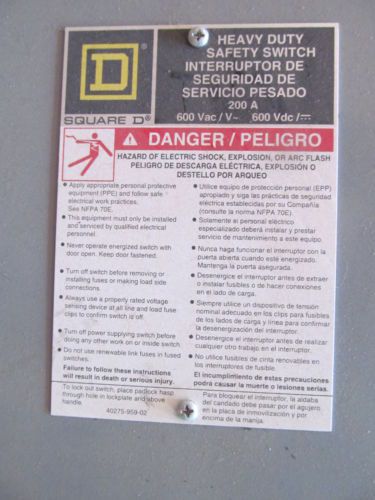 HEAVY DUTY
SAFETY SWITCH
INTERRUPTOR DE
SEGURIDAD DE
SERVICIO PESADO
200 A
600 Vac / V~ 600 Vdc / ⎓
D
SQUARE D®
DANGER / PELIGRO
HAZARD OF ELECTRIC SHOCK, EXPLOSION, OR ARC FLASH
PELIGRO DE DESCARGA ELÉCTRICA, EXPLOSIÓN O
DESTELLO POR ARQUEO
• Apply appropriate personal protective
equipment (PPE) and follow safe
electrical work practices.
See NFPA 70E.
• This equipment must only be installed
and serviced by qualified electrical
personnel.
• Never operate energized switch with
door open. Keep door fastened.
• Turn off switch before removing or
installing fuses or making load side
connections.
• Always use a properly rated voltage
sensing device at all line and load fuse
clips to confirm switch is off.
• Turn off power supplying switch before
doing any other work on or inside switch.
• Do not use renewable link fuses in fused
switches.
Failure to follow these instructions
will result in death or serious injury.
• Utilice equipo de protección personal (EPP)
apropiado y siga las prácticas de seguridad
eléctrica establecidas por su Compañía
(consulte la norma NFPA 70E).
• Solamente el personal eléctrico
especializado deberá instalar y prestar
servicio de mantenimiento a este equipo.
• Nunca haga funcionar el interruptor con la
puerta abierta cuando esté energizado.
Mantenga la puerta asegurada.
• Desenergice el interruptor antes de extraer
o instalar fusibles o de hacer conexiones
en el lado de carga.
• Siempre utilice un dispositivo de tensión
nominal adecuado en los clips para fusibles
de los lados de carga y línea para confirmar
la desenergización del interruptor.
• Desenergice el interruptor antes de realizar
cualquier otro trabajo en el interruptor.
• No utilice fusibles de cinta renovables en
los interruptores de fusible.
El incumplimiento de estas precauciones
podrá causar la muerte o lesiones serias.
To lock out switch, place padlock hasp
through hole in lockplate and above
handle.
40275-959-02
Para bloquear el interruptor, la aldaba
del candado debe pasar por el agujero
en la placa de inmovilización y por
encima de la manija.